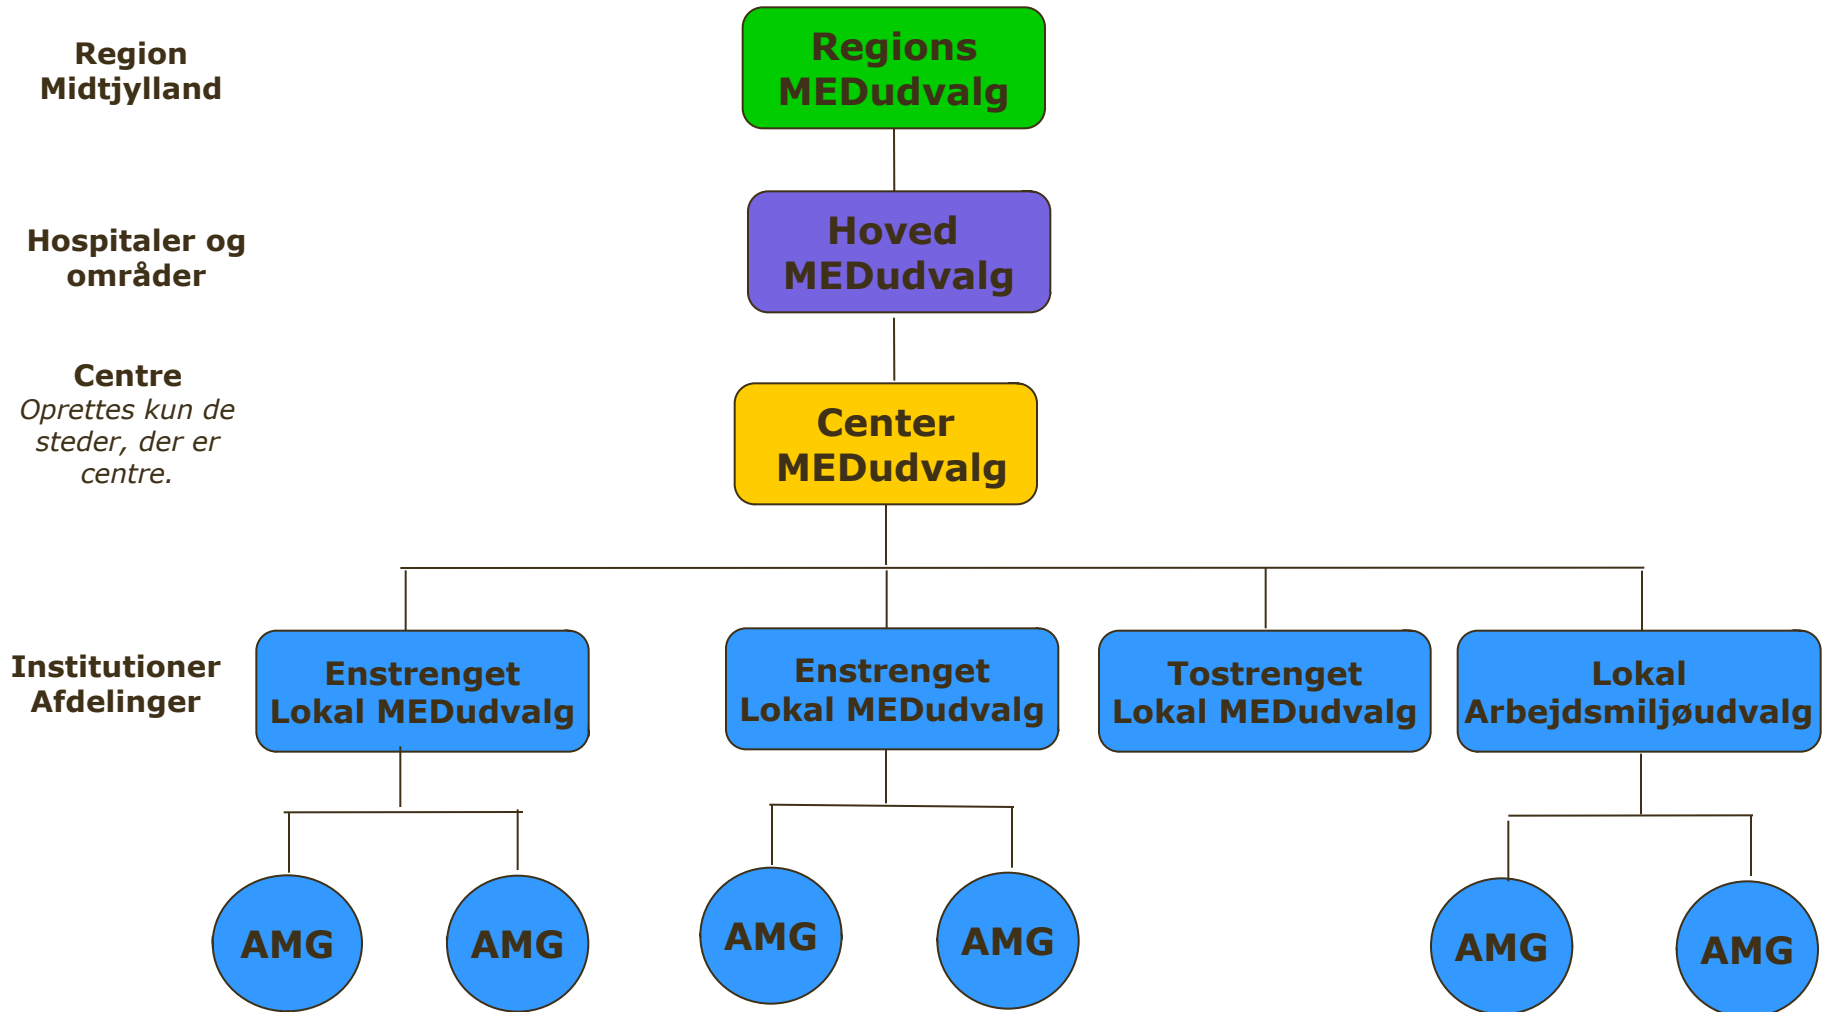 Region
Midtjylland
Regions
MEDudvalg
Hospitaler og
områder
Hoved
MEDudvalg
Centre
Oprettes kun de
steder, der er
centre.
Center
MEDudvalg
Institutioner
Afdelinger
Enstrenget
Lokal MEDudvalg
Enstrenget
Lokal MEDudvalg
Tostrenget
Lokal MEDudvalg
Lokal
Arbejdsmiljøudvalg
AMG
AMG
AMG
AMG
AMG
AMG